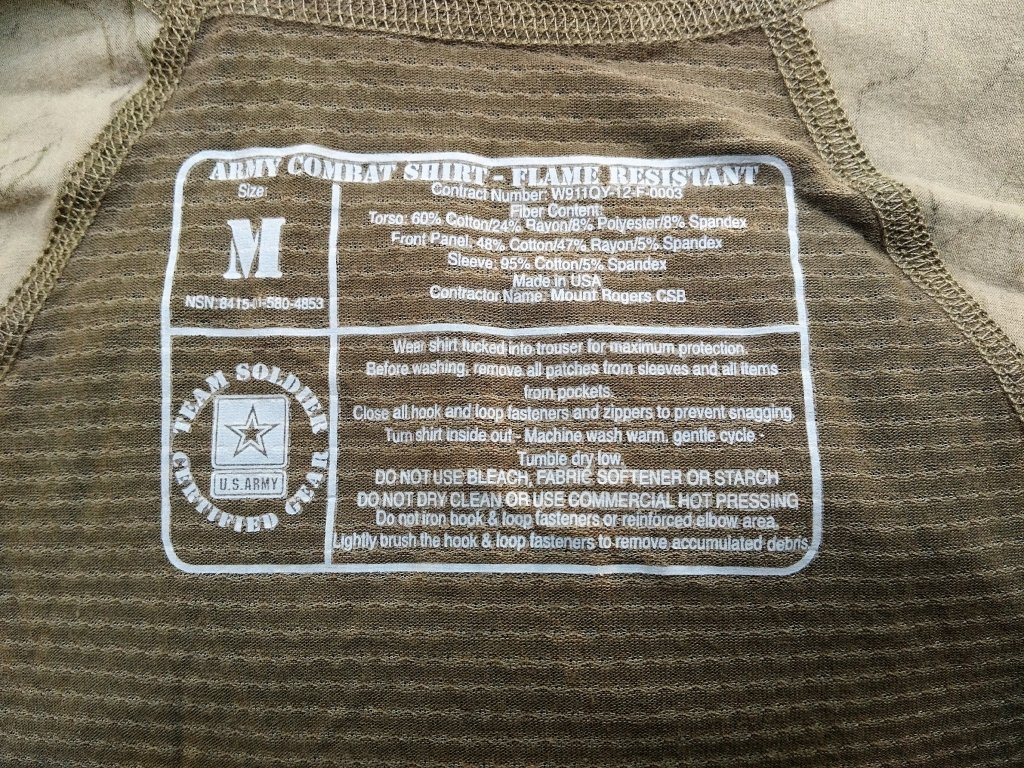 ARMY COMBAT SHIRT - FLAME RESISTANT
Size:
M
NSN: 8415-01-580-4853
Contract Number: W911QY-12-F-0003
Fiber Content:
Torso: 60% Cotton/24% Rayon/8% Polyester/8% Spandex
Front Panel: 48% Cotton/47% Rayon/5% Spandex
Sleeve: 95% Cotton/5% Spandex
Made in USA
Contractor Name: Mount Rogers CSB
TEAM SOLDIER
U.S.ARMY
CERTIFIED GEAR
Wear shirt tucked into trouser for maximum protection.
Before washing, remove all patches from sleeves and all items
from pockets.
Close all hook and loop fasteners and zippers to prevent snagging.
Turn shirt inside out - Machine wash warm, gentle cycle -
Tumble dry low.
DO NOT USE BLEACH, FABRIC SOFTENER OR STARCH
DO NOT DRY CLEAN OR USE COMMERCIAL HOT PRESSING
Do not iron hook & loop fasteners or reinforced elbow area.
Lightly brush the hook & loop fasteners to remove accumulated debris.